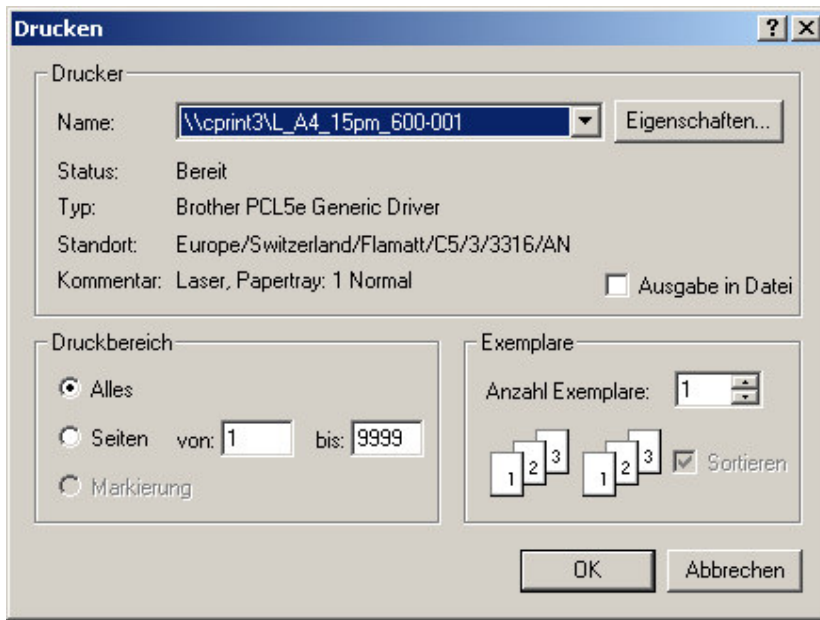 Drucken
Drucker
Name: \\cprint3\L_A4_15pm_600-001 Eigenschaften...
Status: Bereit
Typ: Brother PCL5e Generic Driver
Standort: Europe/Switzerland/Flamatt/C5/3/3316/AN
Kommentar: Laser, Papertray: 1 Normal Ausgabe in Datei
Druckbereich
Alles
Seiten von: 1 bis: 9999
Markierung
Exemplare
Anzahl Exemplare: 1
1 2 3 1 2 3 Sortieren
OK Abbrechen